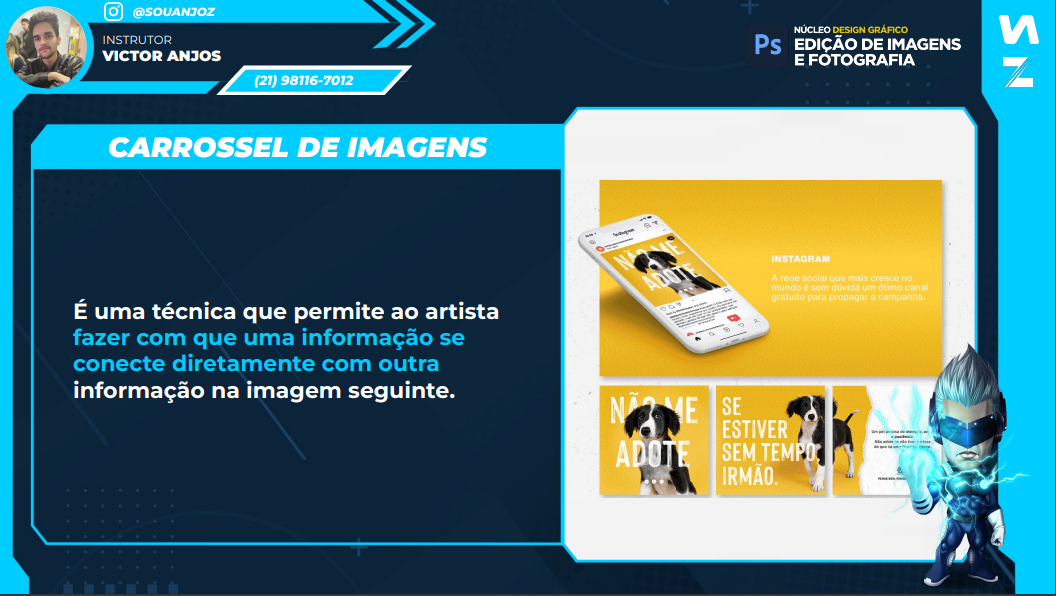 @SOUANJOZ
INSTRUTOR
VICTOR ANJOS
(21) 98116-7012
Ps
NÚCLEO DESIGN GRÁFICO
EDIÇÃO DE IMAGENS
E FOTOGRAFIA
CARROSSEL DE IMAGENS
É uma técnica que permite ao artista
fazer com que uma informação se
conecte diretamente com outra
informação na imagem seguinte.
Instagram
NÃO ME
ADOTE
INSTAGRAM
A rede social que mais cresce no
mundo é sem dúvida um ótimo canal
gratuito para propagar a campanha.
NÃO ME
ADOTE
SE
ESTIVER
SEM TEMPO,
IRMÃO.